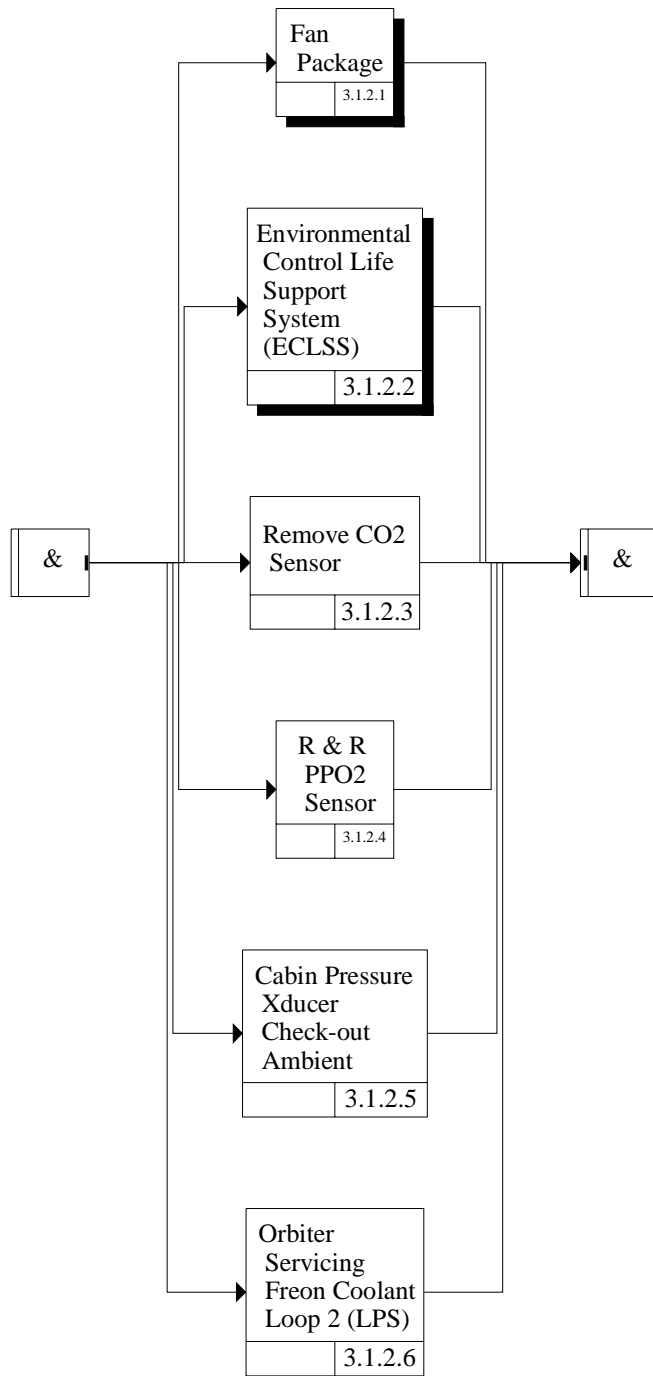 Fan
Package
3.1.2.1
Environmental
Control Life
Support
System
(ECLSS)
3.1.2.2
&
Remove CO2
Sensor
3.1.2.3
&
R & R
PPO2
Sensor
3.1.2.4
Cabin Pressure
Xducer
Check-out
Ambient
3.1.2.5
Orbiter
Servicing
Freon Coolant
Loop 2 (LPS)
3.1.2.6